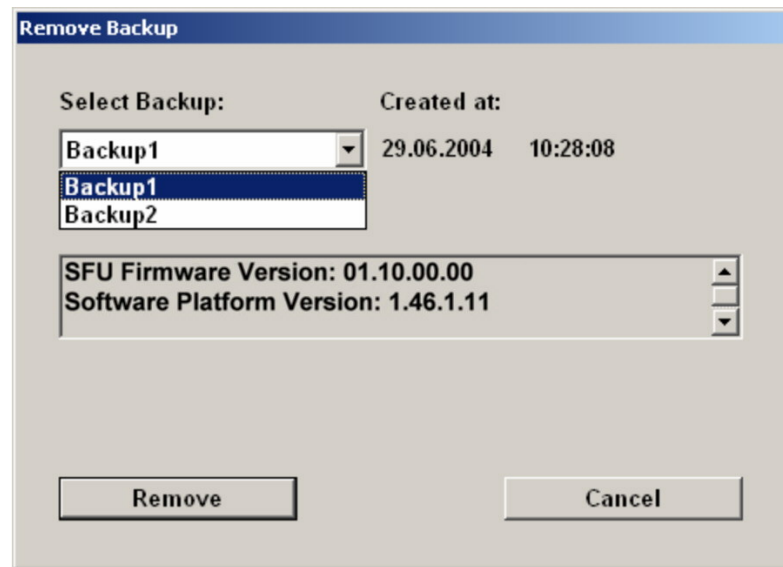 Remove Backup
Select Backup: Created at:
Backup1 29.06.2004 10:28:08
Backup1
Backup2
SFU Firmware Version: 01.10.00.00
Software Platform Version: 1.46.1.11
Remove Cancel